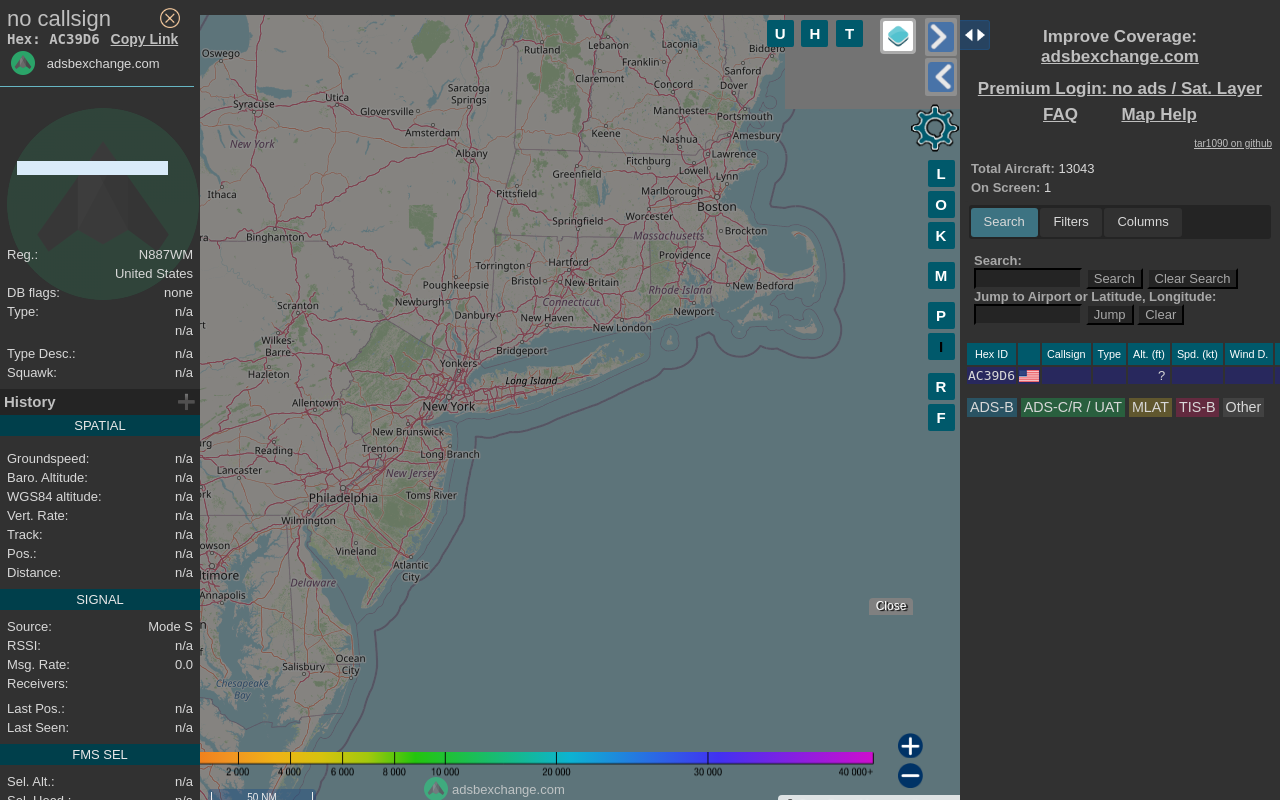 no callsign
Hex: AC39D6 Copy Link
adsbexchange.com
Reg.: N887WM
United States
DB flags: none
Type: n/a
n/a
Type Desc.: n/a
Squawk: n/a
History
SPATIAL
Groundspeed: n/a
Baro. Altitude: n/a
WGS84 altitude: n/a
Vert. Rate: n/a
Track: n/a
Pos.: n/a
Distance: n/a
SIGNAL
Source: Mode S
RSSI: n/a
Msg. Rate: 0.0
Receivers:
Last Pos.: n/a
Last Seen: n/a
FMS SEL
Sel. Alt.: n/a
U H T
L
O
K
M
P
I
R
F
Oswego
Rutland
Lebanon
Laconia
Franklin
Sanford
Claremont
Concord
Dover
Saratoga
Springs
Utica
Syracuse
Gloversville
Manchester
Portsmouth
Amsterdam
Keene
Nashua
Amesbury
New York
Albany
Fitchburg
Lawrence
Greenfield
Lowell
Lynn
Ithaca
Pittsfield
Marlborough
Boston
Worcester
Springfield
Massachusetts
Brockton
Binghamton
Providence
Hartford
Torrington
Bristol
New Britain
Poughkeepsie
New Bedford
Rhode Island
Newburgh
Connecticut
Scranton
Danbury
New Haven
Newport
New London
Wilkes-
Barre
Bridgeport
Yonkers
Hazleton
Long Island
Allentown
New York
New Brunswick
Reading
Trenton
Long Branch
Lancaster
New Jersey
Philadelphia
Toms River
Wilmington
Vineland
Atlantic
City
Delaware
Annapolis
Ocean
City
Salisbury
Chesapeake
Bay
Close
2 000 4 000 6 000 8 000 10 000 20 000 30 000 40 000+
adsbexchange.com
50 NM
Improve Coverage:
adsbexchange.com
Premium Login: no ads / Sat. Layer
FAQ Map Help
tar1090 on github
Total Aircraft: 13043
On Screen: 1
Search Filters Columns
Search:
Search Clear Search
Jump to Airport or Latitude, Longitude:
Jump Clear
Hex ID Callsign Type Alt. (ft) Spd. (kt) Wind D.
AC39D6 ?
ADS-B ADS-C/R / UAT MLAT TIS-B Other